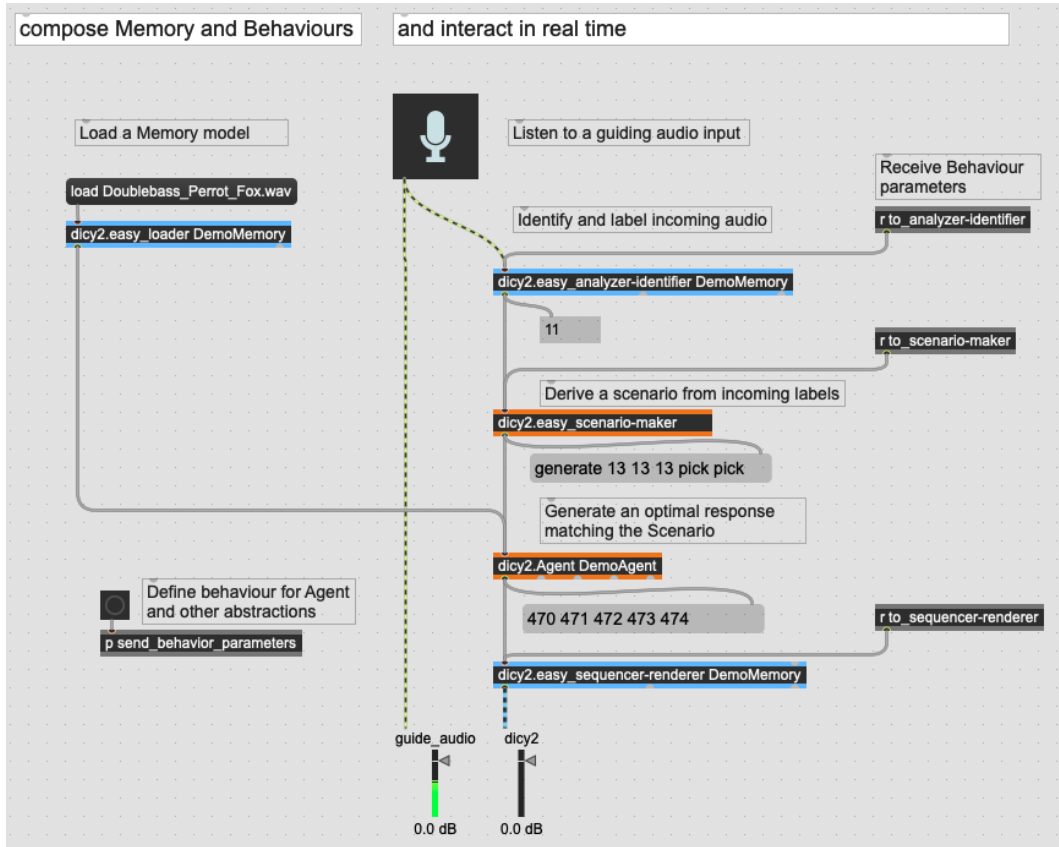 compose Memory and Behaviours
and interact in real time
Load a Memory model
load Doublebass_Perrot_Fox.wav
dicy2.easy_loader DemoMemory
Listen to a guiding audio input
Receive Behaviour
parameters
r to_analyzer-identifier
Identify and label incoming audio
dicy2.easy_analyzer-identifier DemoMemory
11
r to_scenario-maker
Derive a scenario from incoming labels
dicy2.easy_scenario-maker
generate 13 13 13 pick pick
Generate an optimal response
matching the Scenario
dicy2.Agent DemoAgent
470 471 472 473 474
Define behaviour for Agent
and other abstractions
p send_behavior_parameters
r to_sequencer-renderer
dicy2.easy_sequencer-renderer DemoMemory
guide_audio
dicy2
0.0 dB
0.0 dB